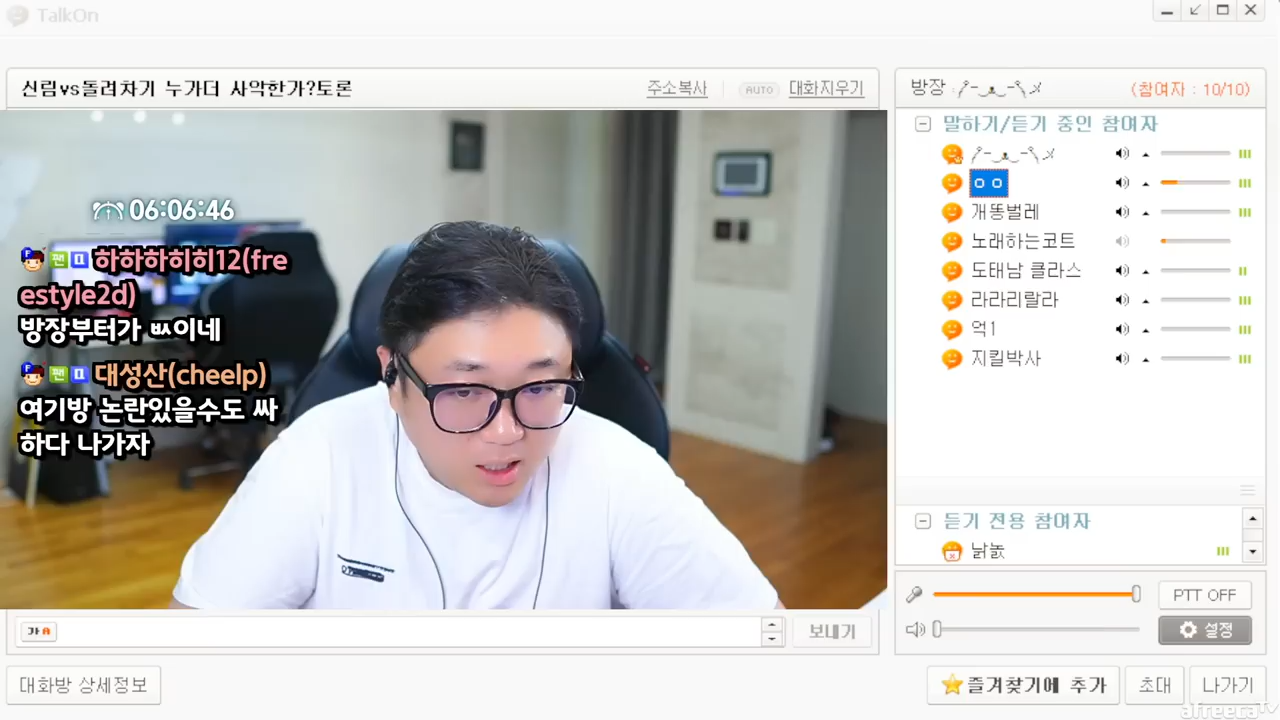 TalkOn
신림vs돌려차기 누가더 사악한가?토론
주소복사
AUTO
대화지우기
방장
(참여자 : 10/10)
말하기/듣기 중인 참여자
ㅇㅇ
개똥벌레
노래하는코트
도태남 클라스
라라리랄라
억1
지킬박사
듣기 전용 참여자
낡놃
06:06:46
팬 하하하히히12(fre
estyle2d)
방장부터가 ㅄ이네
팬 대성산(cheelp)
여기방 논란있을수도 싸
하다 나가자
가
보내기
PTT OFF
설정
대화방 상세정보
즐겨찾기에 추가
초대
나가기
afreecaTV